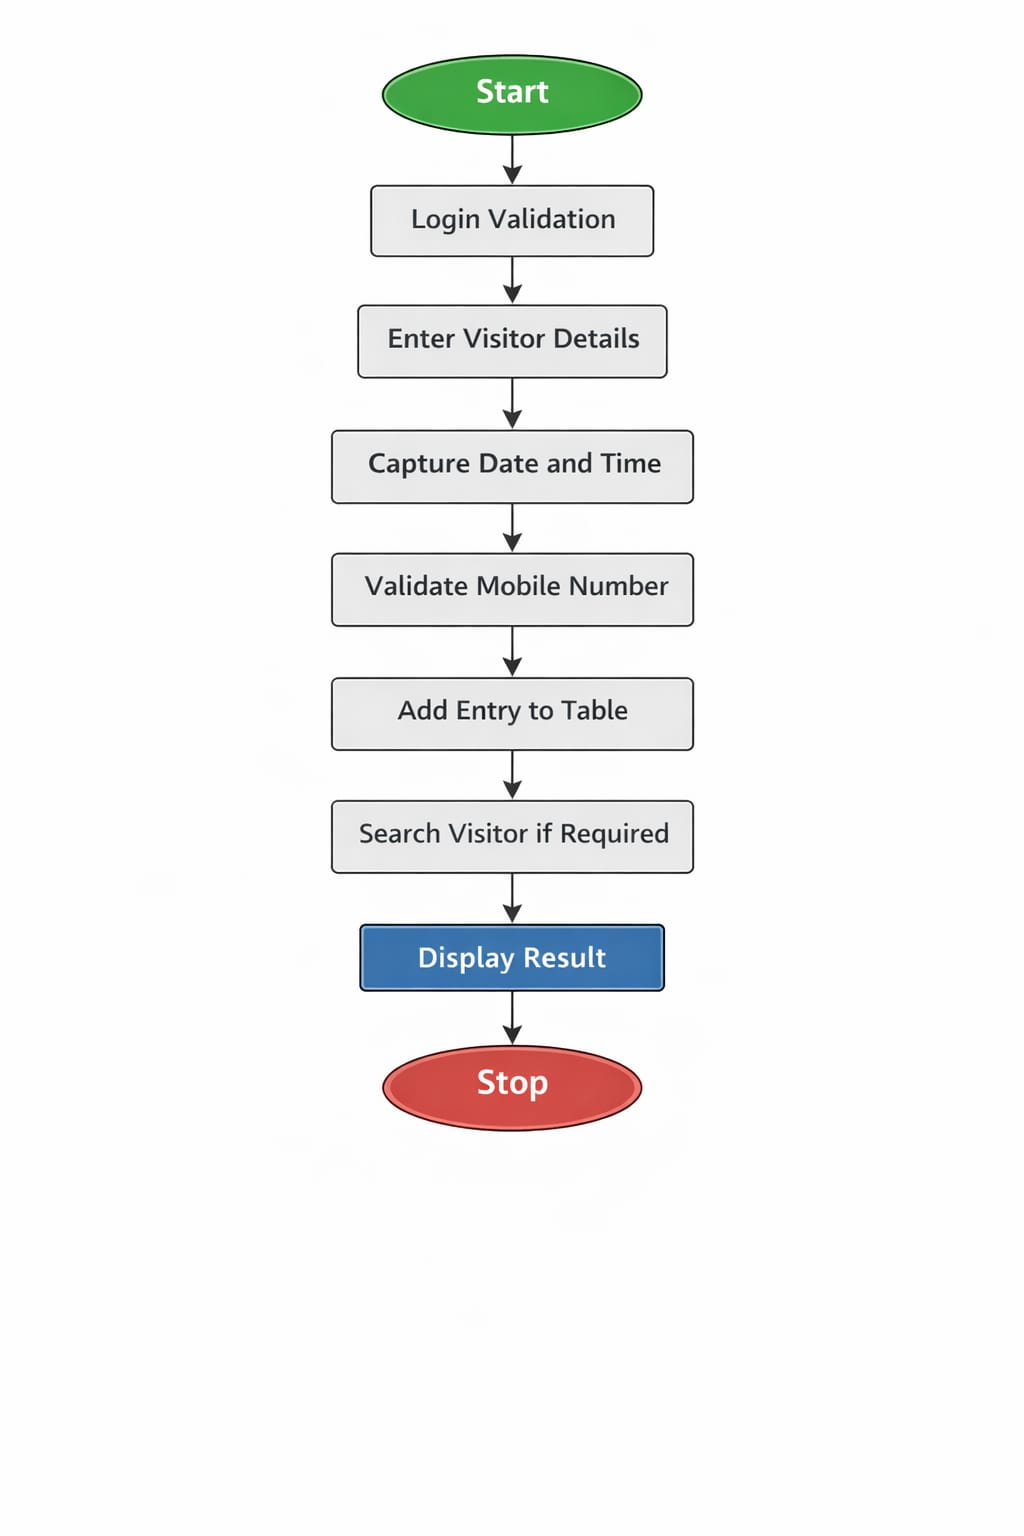 Start
Login Validation
Enter Visitor Details
Capture Date and Time
Validate Mobile Number
Add Entry to Table
Search Visitor if Required
Display Result
Stop